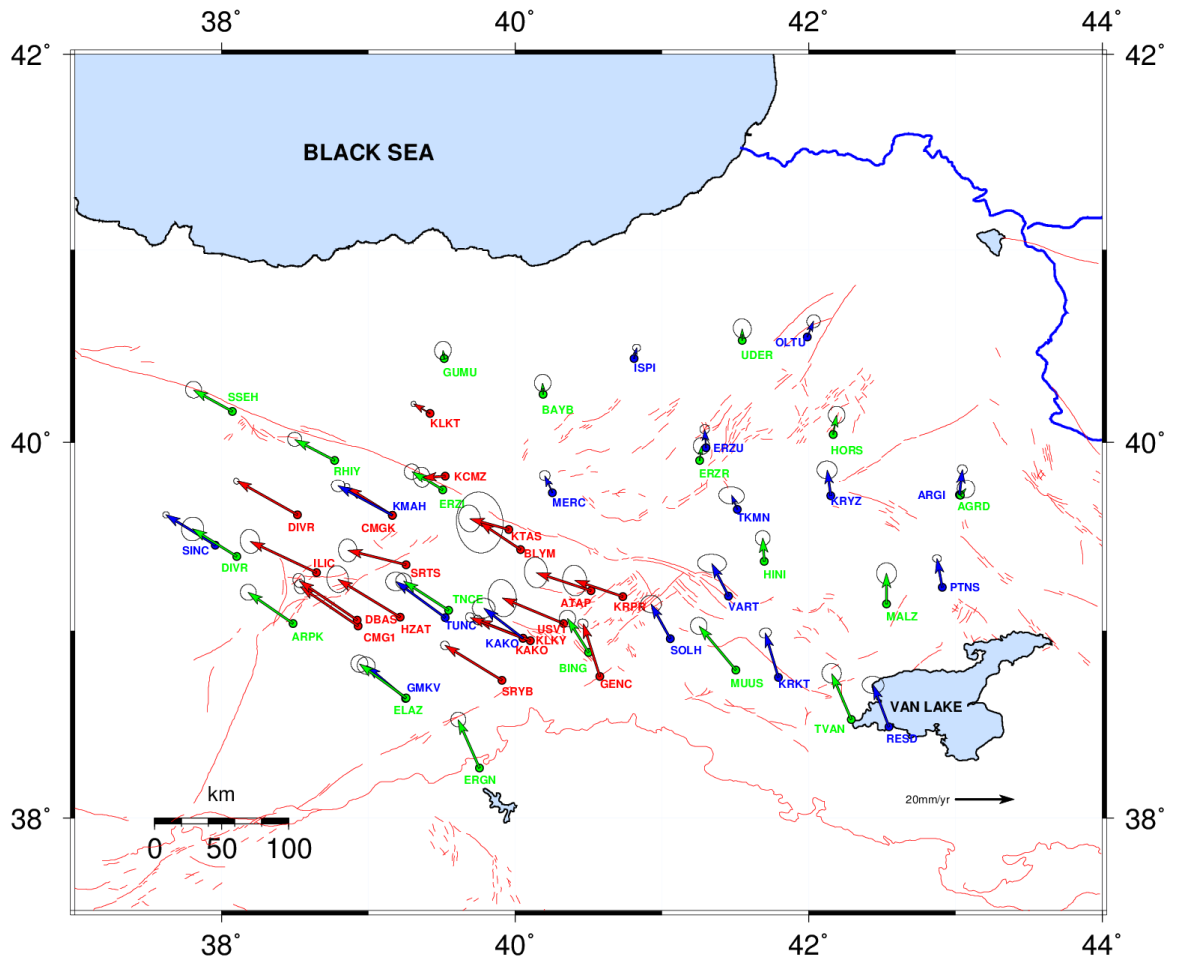 38˚ 40˚ 42˚ 44˚
42˚ 42˚
BLACK SEA
OLTU
UDER
ISPI
GUMU
SSEH
BAYB
KLKT
ERZU
HORS
RHIY
ERZR
KCMZ
ERZI
MERC
ARGI
AGRD
KRYZ
KMAH
TKMN
DIVR
CMGK
KTAS
SINC
BLYM
DIVR
ILIC
SRTS
HINI
PTNS
TNCE
ATAP
KRPR
VART
MALZ
DBAS
HZAT
TUNC
USVT
ARPK
CMG1
KAKO
KLKY
KAKO
SOLH
BING
GENC
MUUS
KRKT
GMKV
SRYB
ELAZ
VAN LAKE
TVAN
RESD
ERGN
km
20mm/yr
0 50 100
40˚ 40˚
38˚ 38˚
38˚ 40˚ 42˚ 44˚